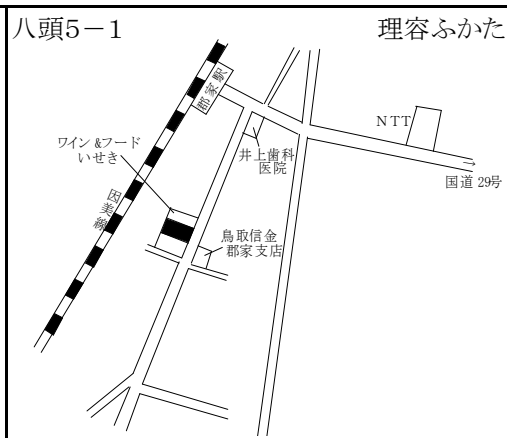 八頭5－1
理容ふかた
郡家駅
NTT
ワイン&フード
いせき
井上歯科
医院
国道29号
因美線
鳥取信金
郡家支店